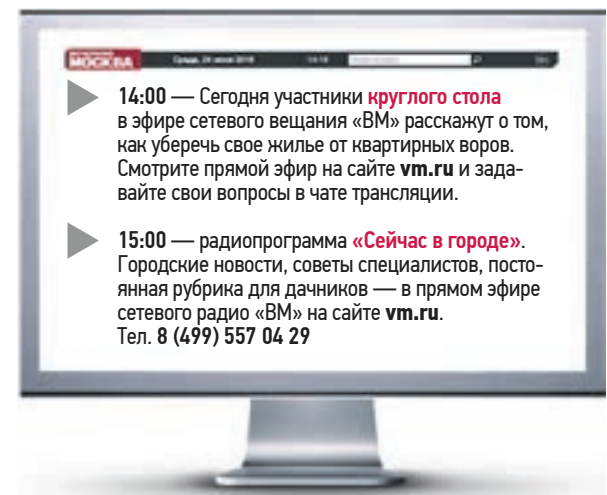 МОСКВА
14:00 — Сегодня участники круглого стола
в эфире сетевого вещания «ВМ» расскажут о том,
как уберечь свое жилье от квартирных воров.
Смотрите прямой эфир на сайте vm.ru и зада-
вайте свои вопросы в чате трансляции.
15:00 — радиопрограмма «Сейчас в городе».
Городские новости, советы специалистов, посто-
янная рубрика для дачников — в прямом эфире
сетевого радио «ВМ» на сайте vm.ru.
Тел. 8 (499) 557 04 29